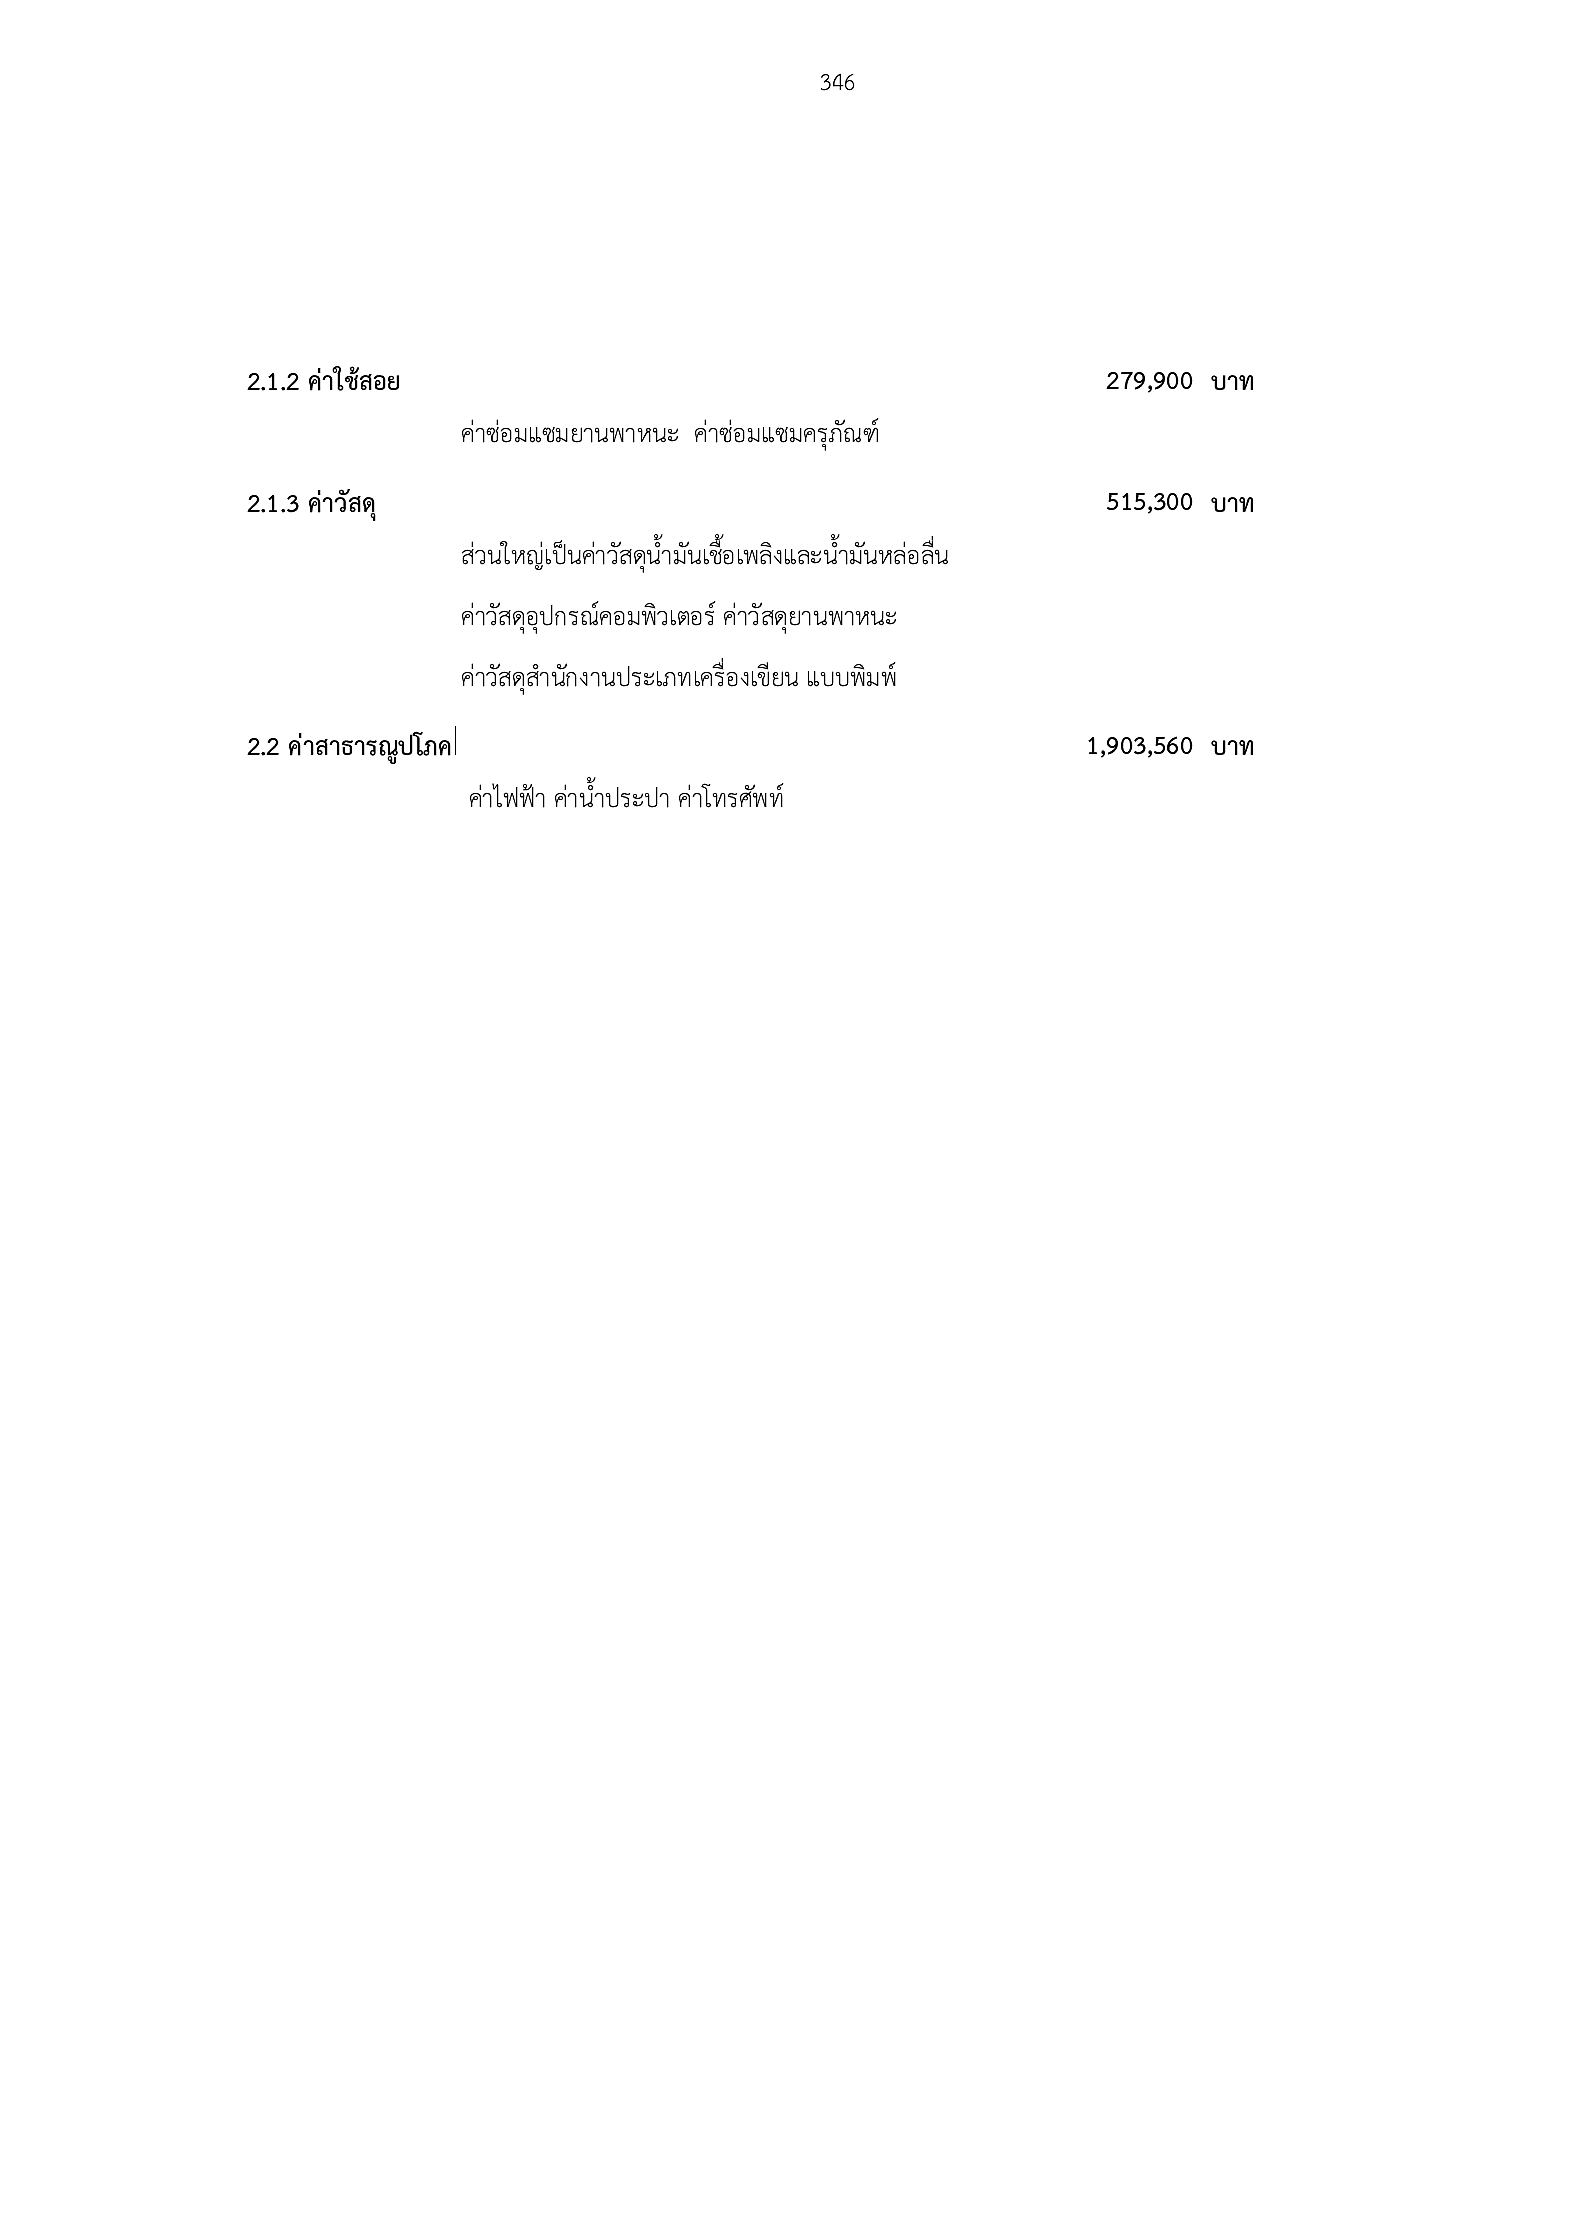 346
2.1.2 ค่าใช้สอย 279,900 บาท
ค่าซ่อมแซมยานพาหนะ ค่าซ่อมแซมครุภัณฑ์
2.1.3 ค่าวัสดุ 515,300 บาท
ส่วนใหญ่เป็นค่าวัสดุน้ำมันเชื้อเพลิงและน้ำมันหล่อลื่น
ค่าวัสดุอุปกรณ์คอมพิวเตอร์ ค่าวัสดุยานพาหนะ
ค่าวัสดุสำนักงานประเภทเครื่องเขียน แบบพิมพ์
2.2 ค่าสาธารณูปโภค 1,903,560 บาท
ค่าไฟฟ้า ค่าน้ำประปา ค่าโทรศัพท์